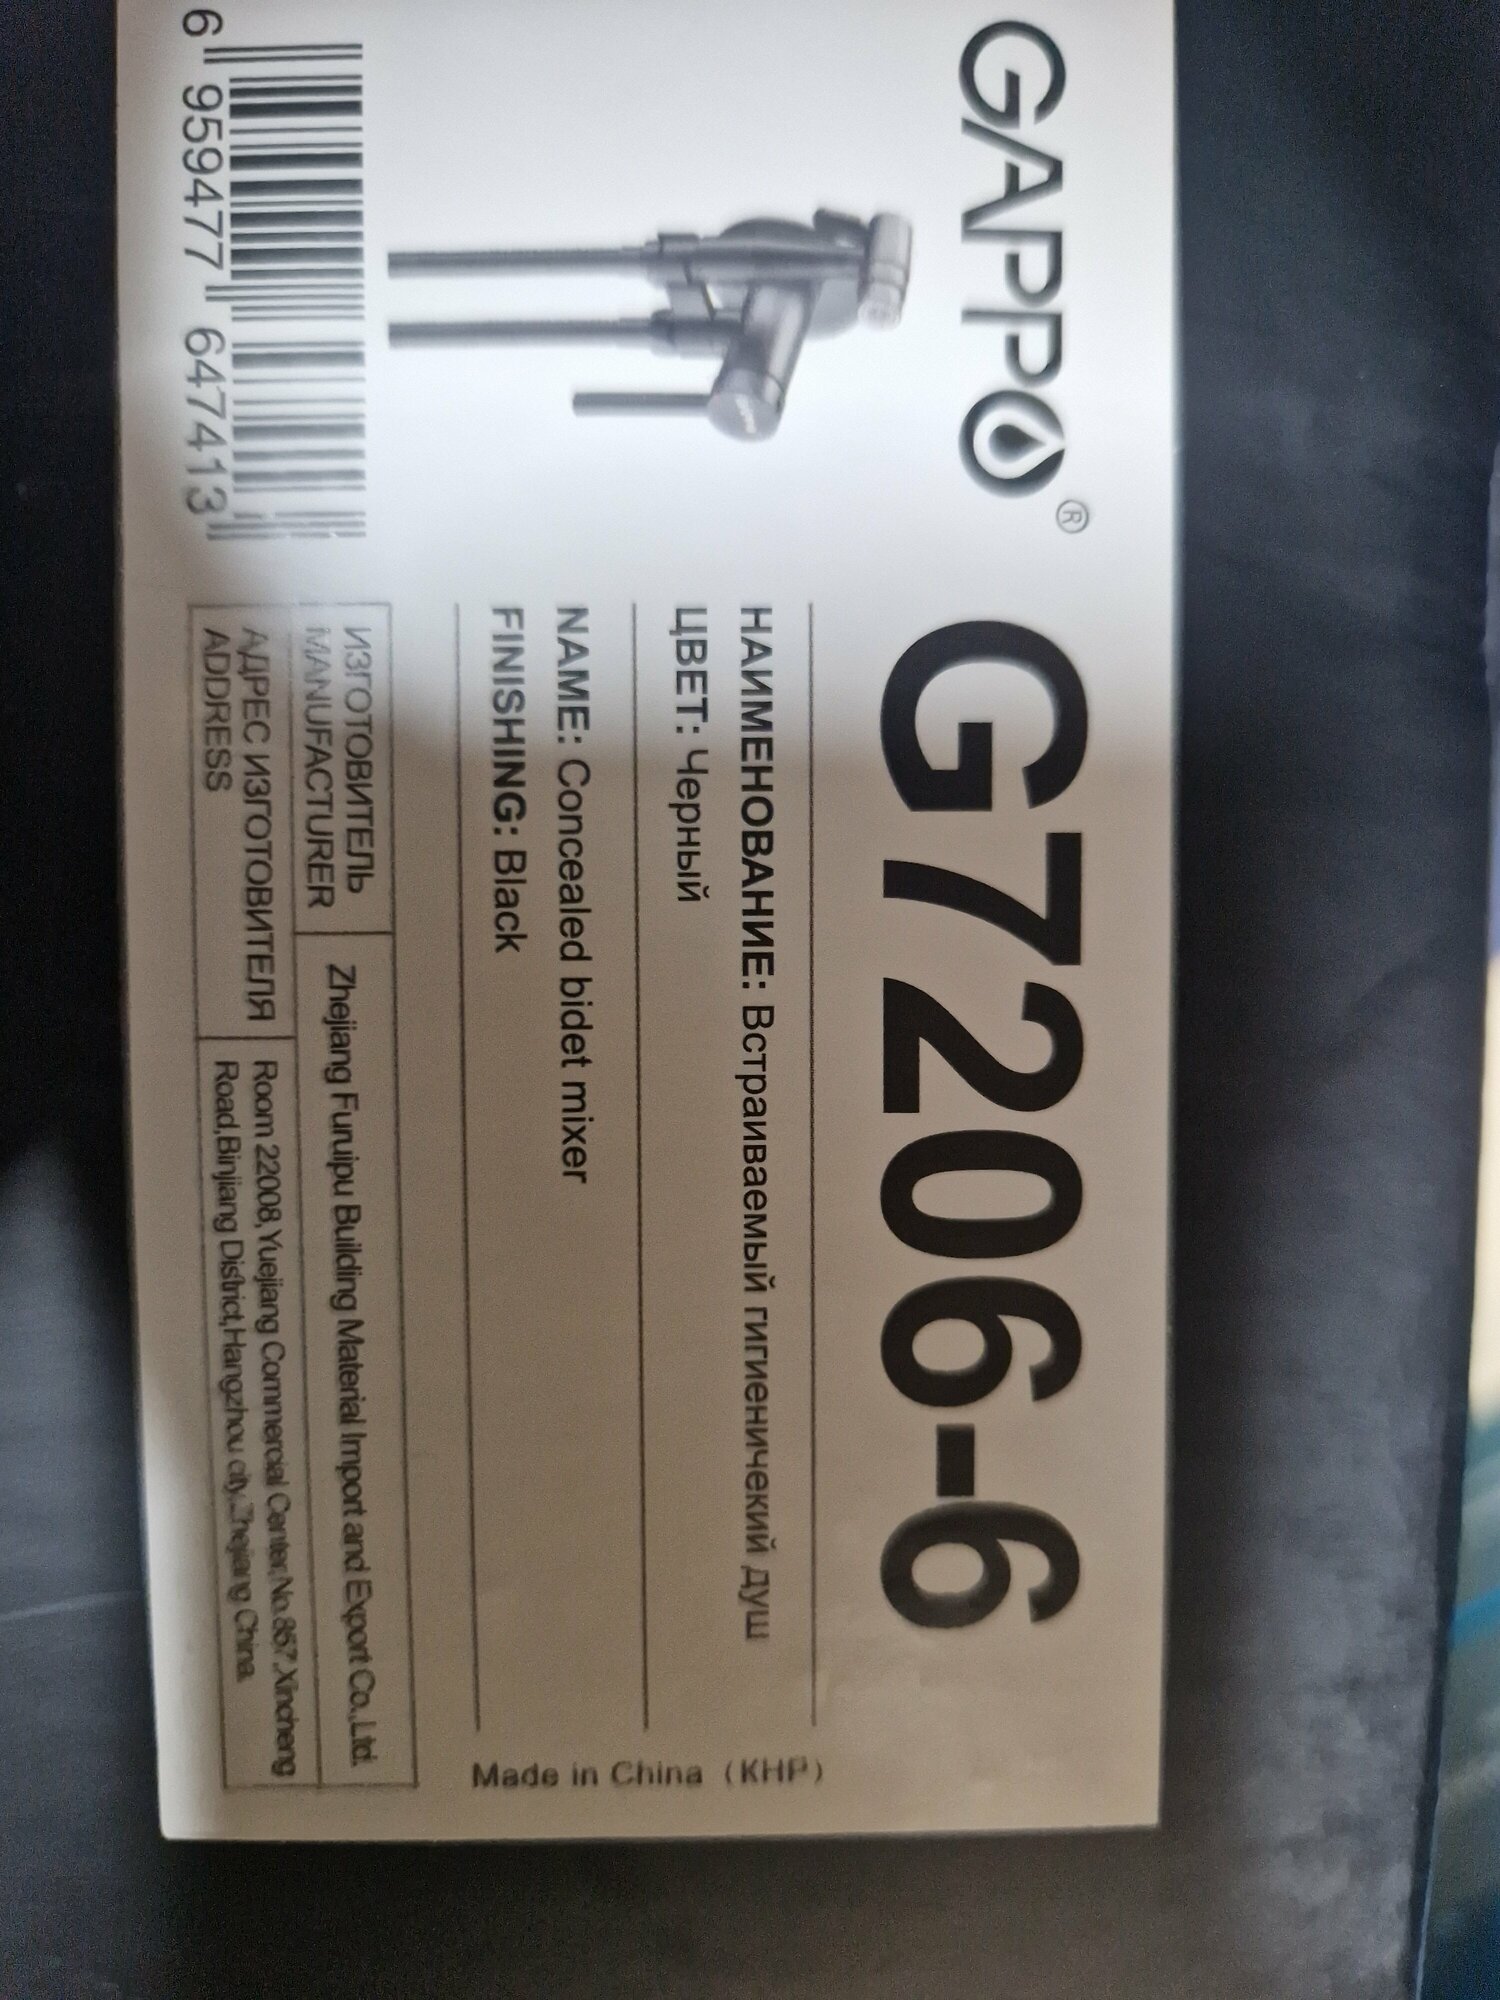 GAPPO®
G7206-6
НАИМЕНОВАНИЕ: Встраиваемый гигиеничекий душ
ЦВЕТ: Черный
NAME: Concealed bidet mixer
FINISHING: Black
Made in China (KHP)
ИЗГОТОВИТЕЛЬ
MANUFACTURER
Zhejiang Furuipu Building Material Import and Export Co.,Ltd.
АДРЕС ИЗГОТОВИТЕЛЯ
ADDRESS
Room 22008,Yuejiang Commercial Center,No.857,Xincheng
Road,Binjiang District,Hangzhou city,Zhejiang China.
6 959477 647413